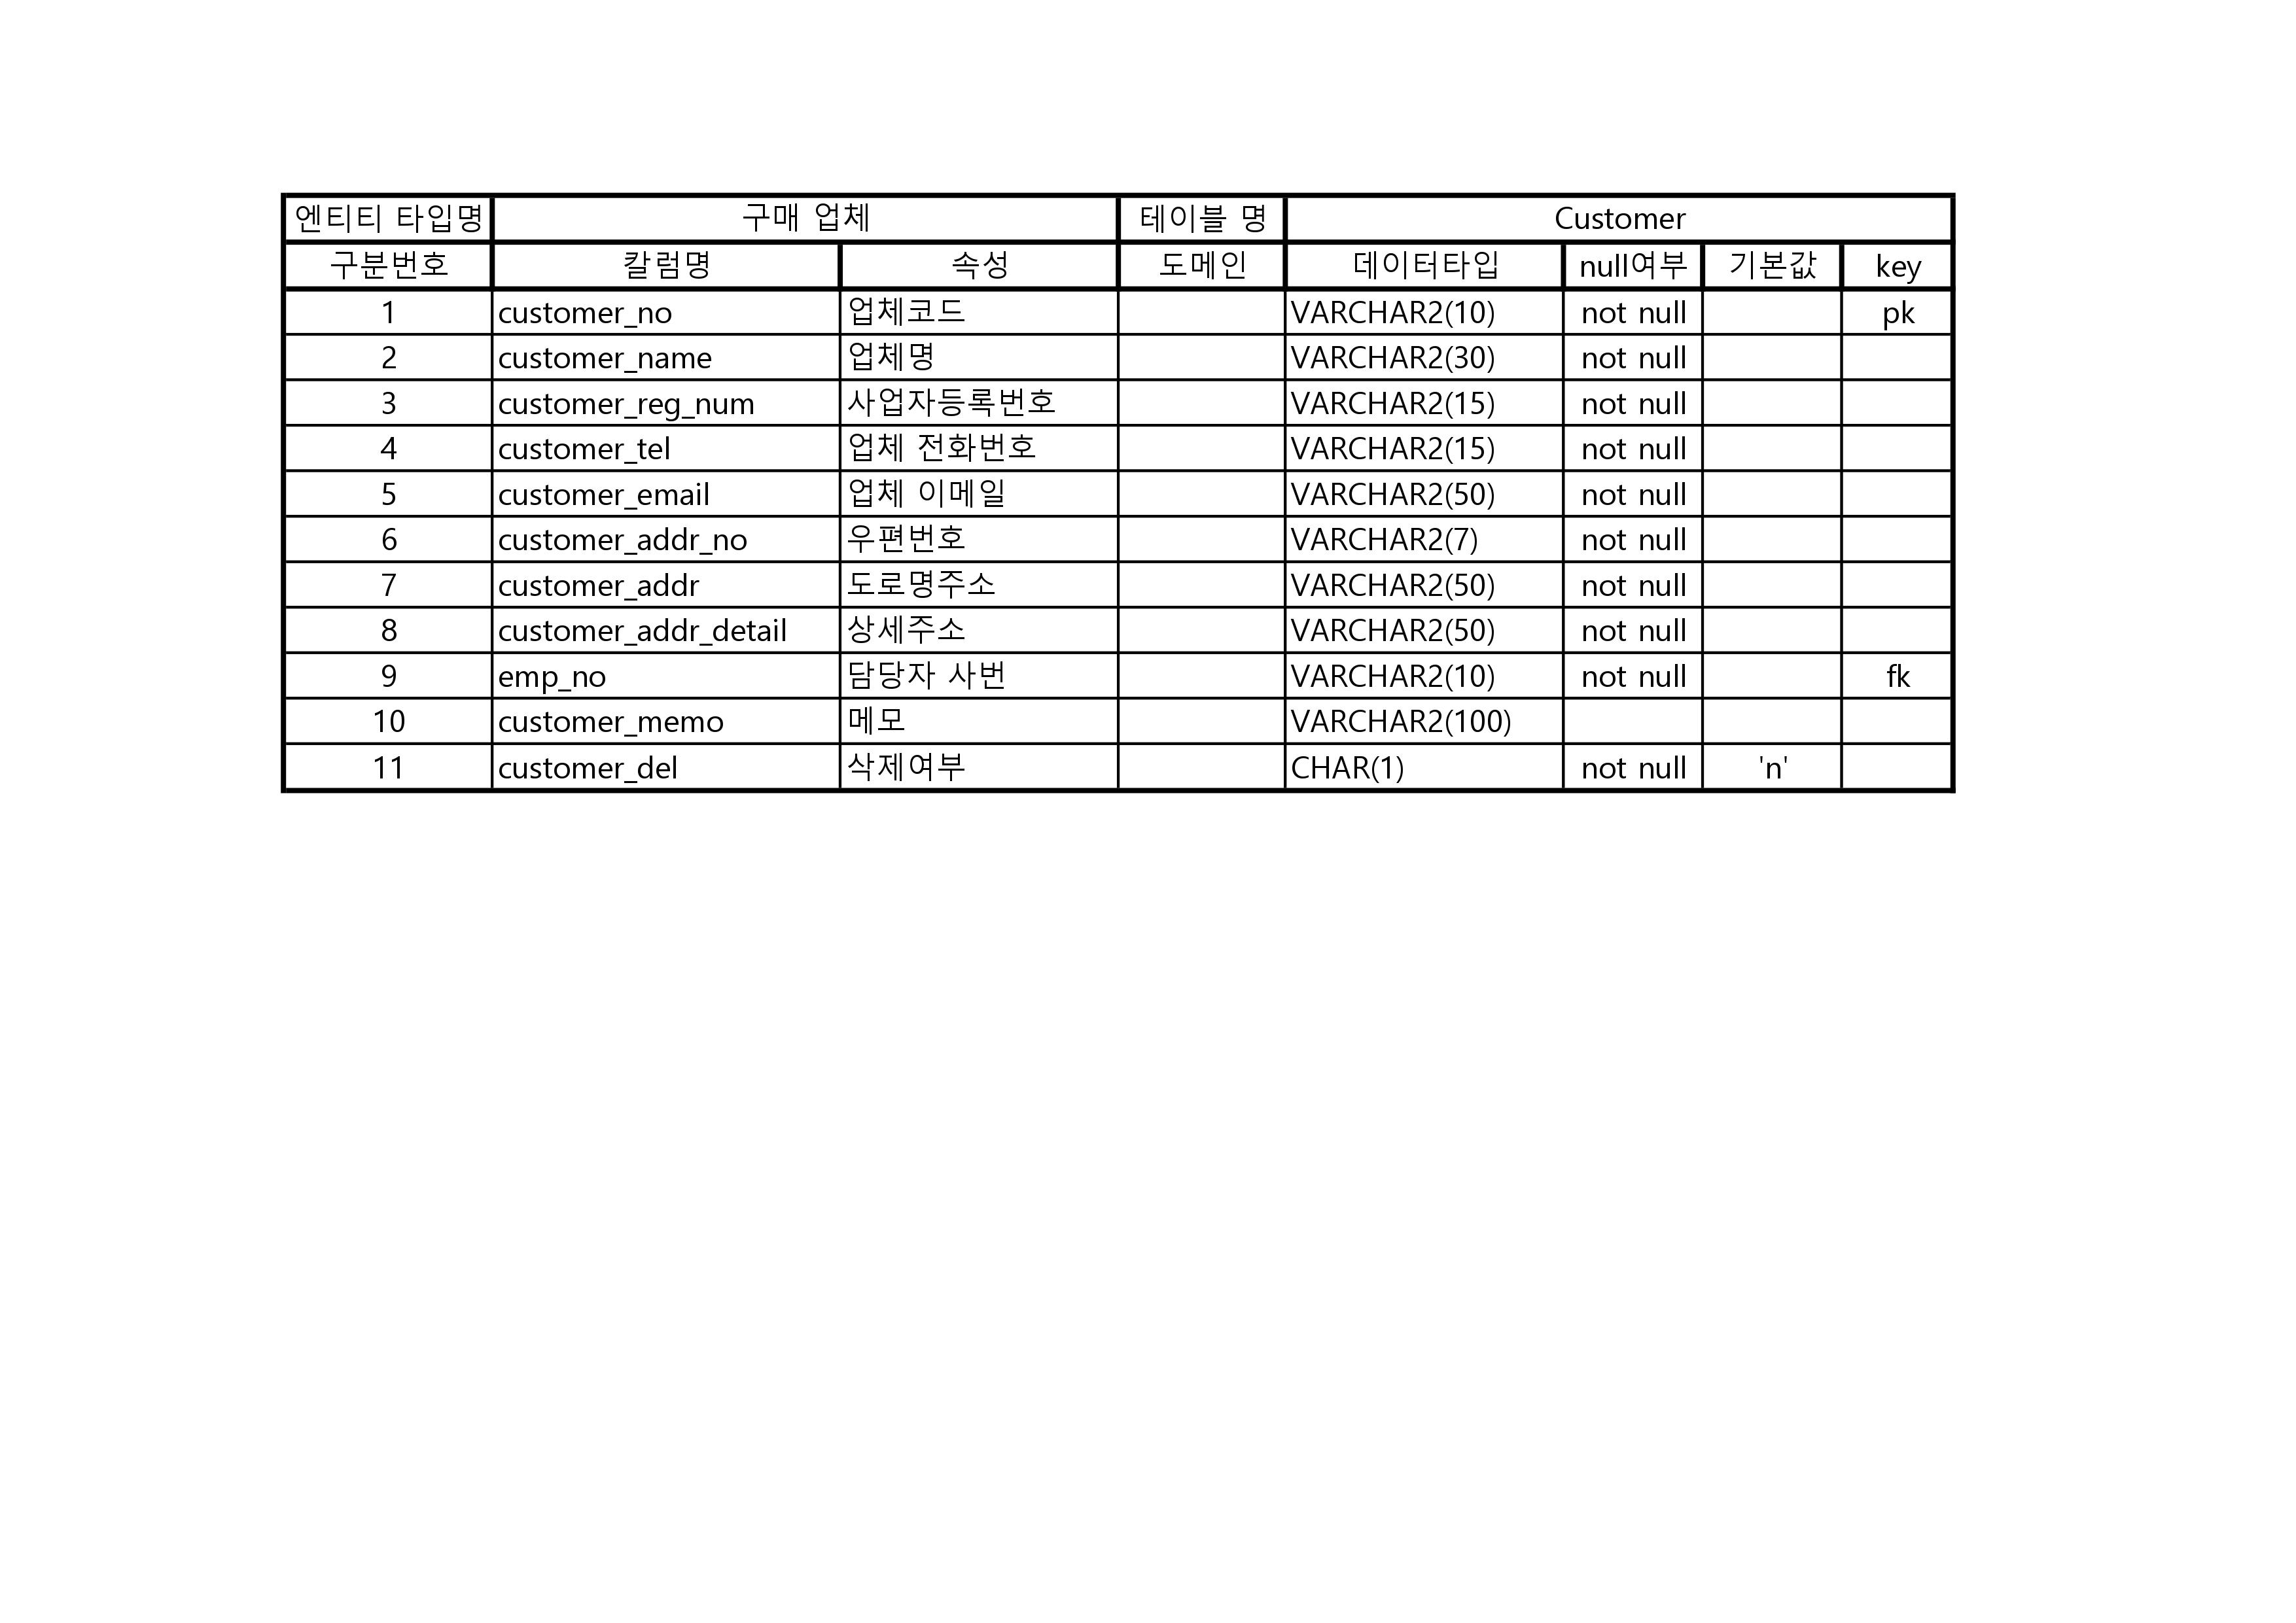 엔티티 타입명 구매 업체 테이블 명 Customer
구분번호 칼럼명 속성 도메인 데이터타입 null여부 기본값 key
1 customer_no 업체코드 VARCHAR2(10) not null pk
2 customer_name 업체명 VARCHAR2(30) not null
3 customer_reg_num 사업자등록번호 VARCHAR2(15) not null
4 customer_tel 업체 전화번호 VARCHAR2(15) not null
5 customer_email 업체 이메일 VARCHAR2(50) not null
6 customer_addr_no 우편번호 VARCHAR2(7) not null
7 customer_addr 도로명주소 VARCHAR2(50) not null
8 customer_addr_detail 상세주소 VARCHAR2(50) not null
9 emp_no 담당자 사번 VARCHAR2(10) not null fk
10 customer_memo 메모 VARCHAR2(100)
11 customer_del 삭제여부 CHAR(1) not null 'n'